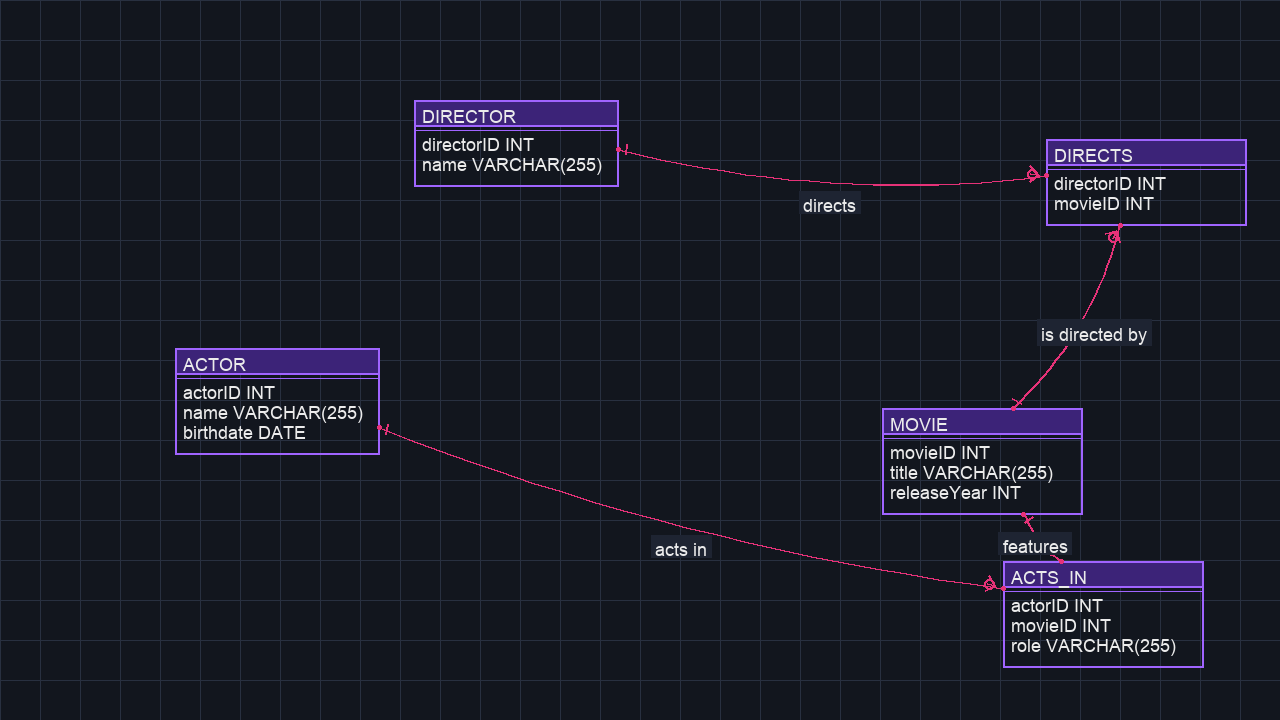 DIRECTOR
directorID INT
name VARCHAR(255)
DIRECTS
directorID INT
movieID INT
directs
is directed by
ACTOR
actorID INT
name VARCHAR(255)
birthdate DATE
MOVIE
movieID INT
title VARCHAR(255)
releaseYear INT
acts in
features
ACTS_IN
actorID INT
movieID INT
role VARCHAR(255)